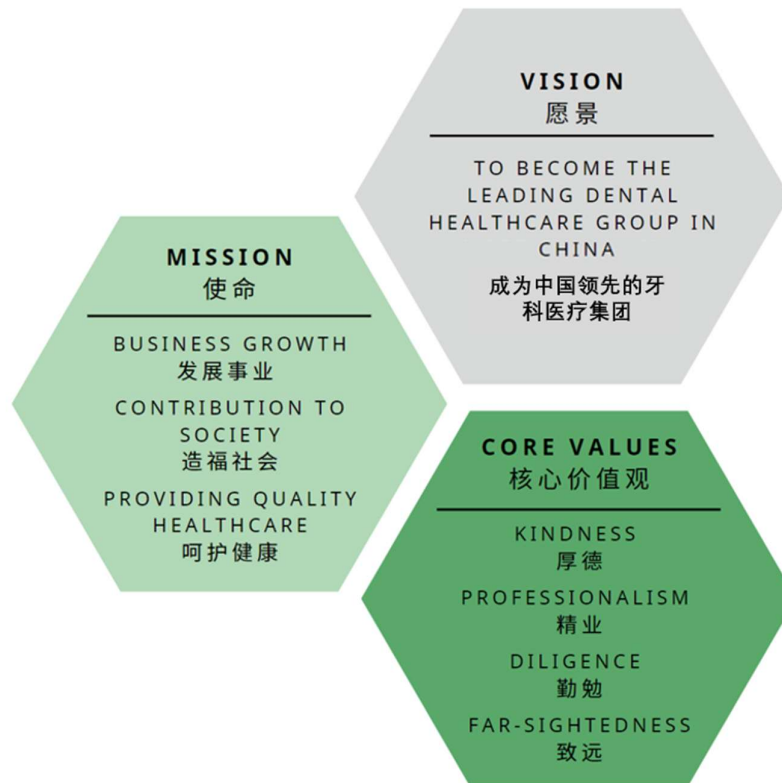 VISION
愿景
TO BECOME THE
LEADING DENTAL
HEALTHCARE GROUP IN
CHINA
成为中国领先的牙
科医疗集团
MISSION
使命
BUSINESS GROWTH
发展事业
CONTRIBUTION TO
SOCIETY
造福社会
PROVIDING QUALITY
HEALTHCARE
呵护健康
CORE VALUES
核心价值观
KINDNESS
厚德
PROFESSIONALISM
精业
DILIGENCE
勤勉
FAR-SIGHTEDNESS
致远